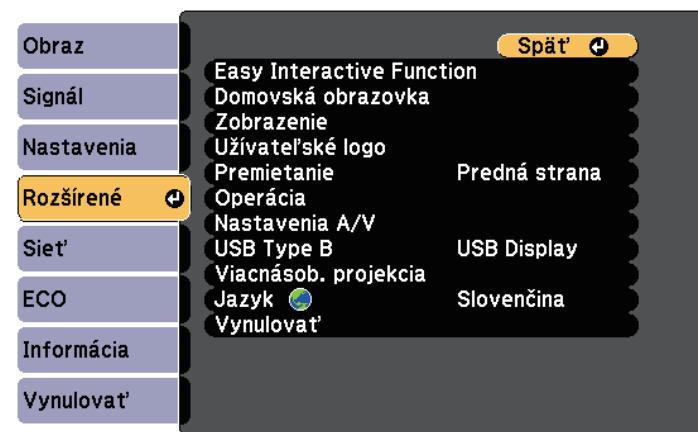 Obraz
Signál
Nastavenia
Rozšírené
Sieť
ECO
Informácia
Vynulovať
Späť
Easy Interactive Function
Domovská obrazovka
Zobrazenie
Užívateľské logo
Premietanie Predná strana
Operácia
Nastavenia A/V
USB Type B USB Display
Viacnásob. projekcia
Jazyk Slovenčina
Vynulovať